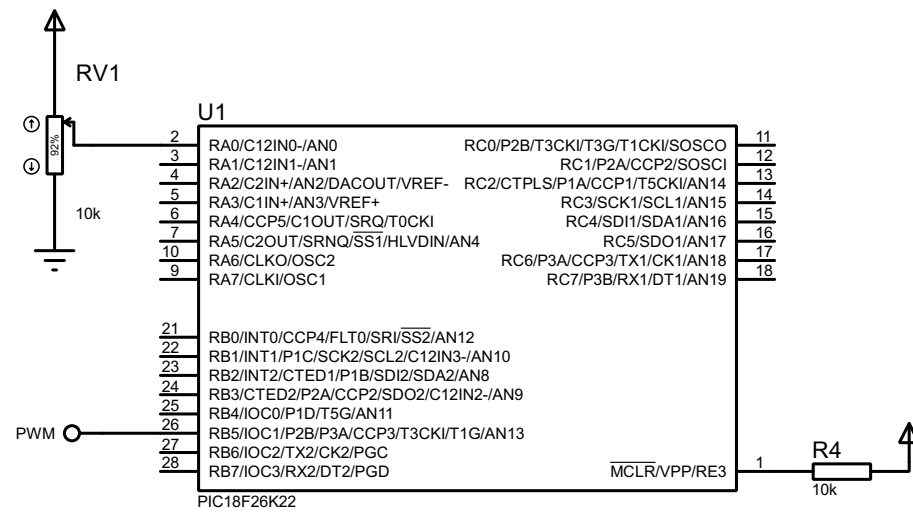 RV1
92%
10k
U1
2 RA0/C12IN0-/AN0
3 RA1/C12IN1-/AN1
4 RA2/C2IN+/AN2/DACOUT/VREF-
5 RA3/C1IN+/AN3/VREF+
6 RA4/CCP5/C1OUT/SRQ/T0CKI
7 RA5/C2OUT/SRNQ/SS1/HLVDIN/AN4
10 RA6/CLKO/OSC2
9 RA7/CLKI/OSC1
21 RB0/INT0/CCP4/FLT0/SRI/SS2/AN12
22 RB1/INT1/P1C/SCK2/SCL2/C12IN3-/AN10
23 RB2/INT2/CTED1/P1B/SDI2/SDA2/AN8
24 RB3/CTED2/P2A/CCP2/SDO2/C12IN2-/AN9
25 RB4/IOC0/P1D/T5G/AN11
PWM 26 RB5/IOC1/P2B/P3A/CCP3/T3CKI/T1G/AN13
27 RB6/IOC2/TX2/CK2/PGC
28 RB7/IOC3/RX2/DT2/PGD
RC0/P2B/T3CKI/T3G/T1CKI/SOSCO 11
RC1/P2A/CCP2/SOSCI 12
RC2/CTPLS/P1A/CCP1/T5CKI/AN14 13
RC3/SCK1/SCL1/AN15 14
RC4/SDI1/SDA1/AN16 15
RC5/SDO1/AN17 16
RC6/P3A/CCP3/TX1/CK1/AN18 17
RC7/P3B/RX1/DT1/AN19 18
MCLR/VPP/RE3 1
R4
10k
PIC18F26K22